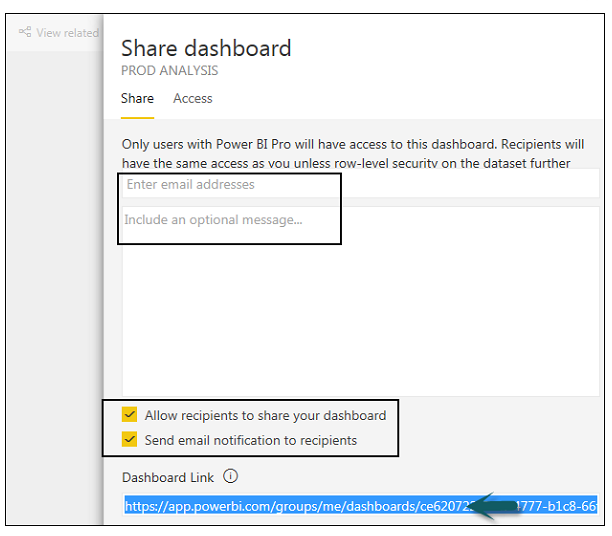 View related
Share dashboard
PROD ANALYSIS
Share Access
Only users with Power BI Pro will have access to this dashboard. Recipients will
have the same access as you unless row-level security on the dataset further
Enter email addresses
Include an optional message...
Allow recipients to share your dashboard
Send email notification to recipients
Dashboard Link
https://app.powerbi.com/groups/me/dashboards/ce62072 4777-b1c8-66